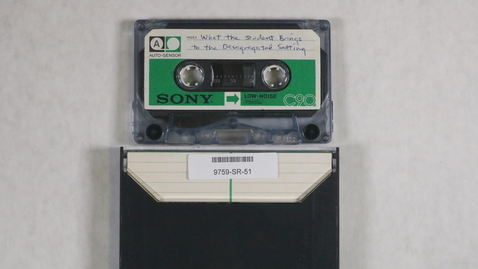 What the student Brings
to the Desegregated Setting
A
AUTO-SENSOR
SONY
LOW-NOISE
C90
9759-SR-51